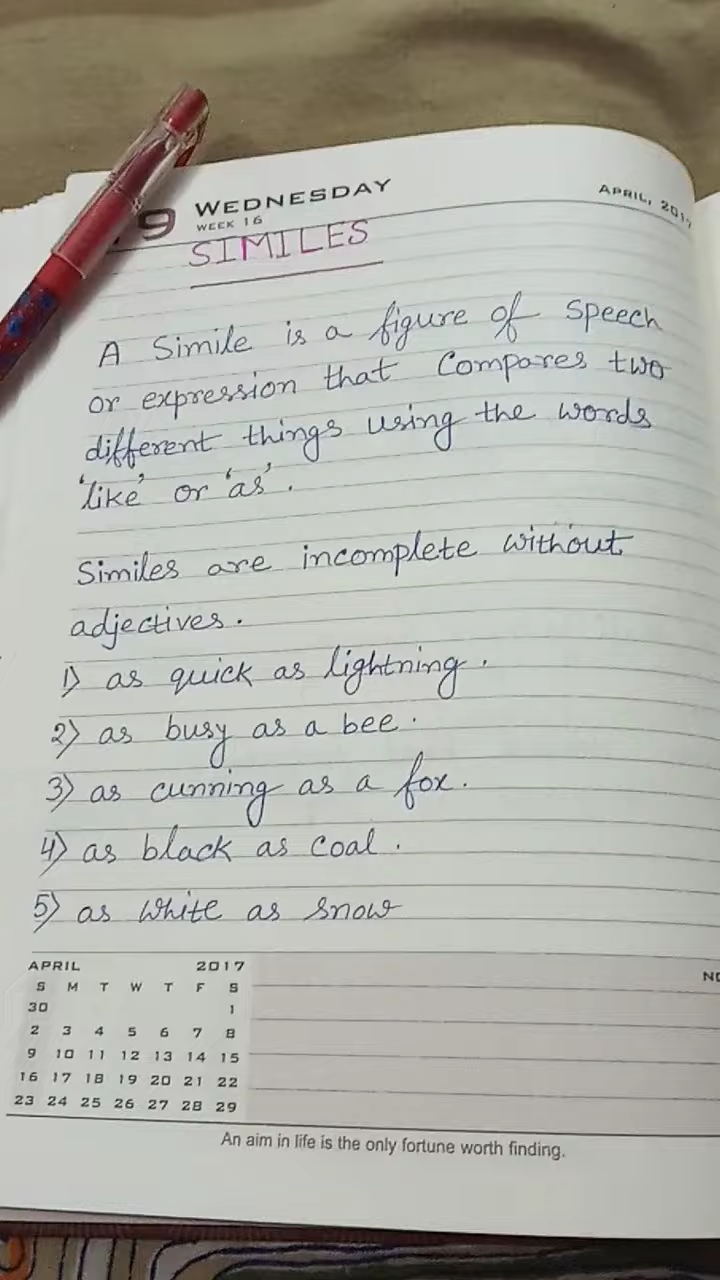 9 WEDNESDAY APRIL, 2017
WEEK 16
SIMILES
A Simile is a figure of Speech
or expression that Compares two
different things using the words
'like' or 'as'.
Similes are incomplete without
adjectives.
1) as quick as lightning.
2) as busy as a bee.
3) as cunning as a fox.
4) as black as coal.
5) as white as snow
APRIL 2017
S M T W T F S
30 1
2 3 4 5 6 7 8
9 10 11 12 13 14 15
16 17 18 19 20 21 22
23 24 25 26 27 28 29
An aim in life is the only fortune worth finding.